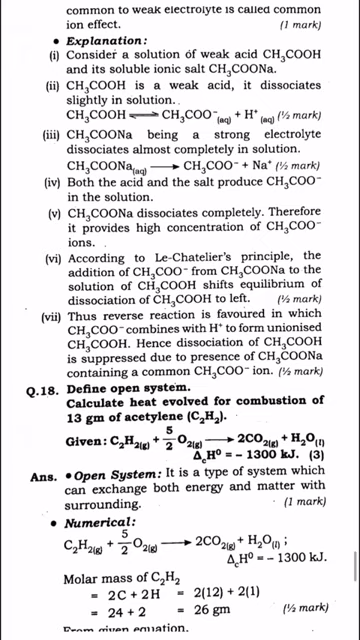 common to weak electrolyte is called common
ion effect. (1 mark)
• Explanation :
(i) Consider a solution of weak acid CH₃COOH
and its soluble ionic salt CH₃COONa.
(ii) CH₃COOH is a weak acid, it dissociates
slightly in solution..
CH₃COOH ⇌ CH₃COO⁻(aq) + H⁺(aq) (½ mark)
(iii) CH₃COONa being a strong electrolyte
dissociates almost completely in solution.
CH₃COONa(aq) ⟶ CH₃COO⁻ + Na⁺ (½ mark)
(iv) Both the acid and the salt produce CH₃COO⁻
in the solution.
(v) CH₃COONa dissociates completely. Therefore
it provides high concentration of CH₃COO⁻
ions.
(vi) According to Le-Chatelier's principle, the
addition of CH₃COO⁻ from CH₃COONa to the
solution of CH₃COOH shifts equilibrium of
dissociation of CH₃COOH to left. (½ mark)
(vii) Thus reverse reaction is favoured in which
CH₃COO⁻ combines with H⁺ to form unionised
CH₃COOH. Hence dissociation of CH₃COOH
is suppressed due to presence of CH₃COONa
containing a common CH₃COO⁻ ion. (½ mark)
Q.18. Define open system.
Calculate heat evolved for combustion of
13 gm of acetylene (C₂H₂).
Given : C₂H₂(g) + 5/2 O₂(g) ⟶ 2CO₂(g) + H₂O(l)
Δ꜀H⁰ = – 1300 kJ. (3)
Ans. • Open System : It is a type of system which
can exchange both energy and matter with
surrounding. (1 mark)
• Numerical :
C₂H₂(g) + 5/2 O₂(g) ⟶ 2CO₂(g) + H₂O(l) ;
Δ꜀H⁰ = – 1300 kJ.
Molar mass of C₂H₂
= 2C + 2H = 2(12) + 2(1)
= 24 + 2 = 26 gm (½ mark)
From given equation.